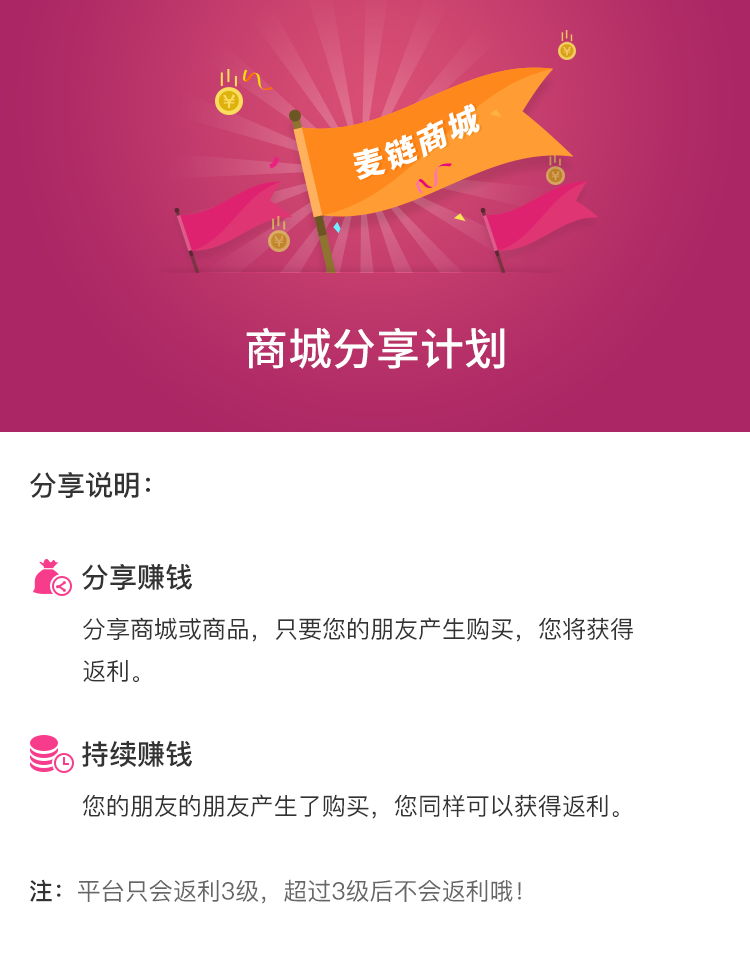 麦链商城
商城分享计划
分享说明：
分享赚钱
分享商城或商品，只要您的朋友产生购买，您将获得
返利。
持续赚钱
您的朋友的朋友产生了购买，您同样可以获得返利。
注：平台只会返利3级，超过3级后不会返利哦！